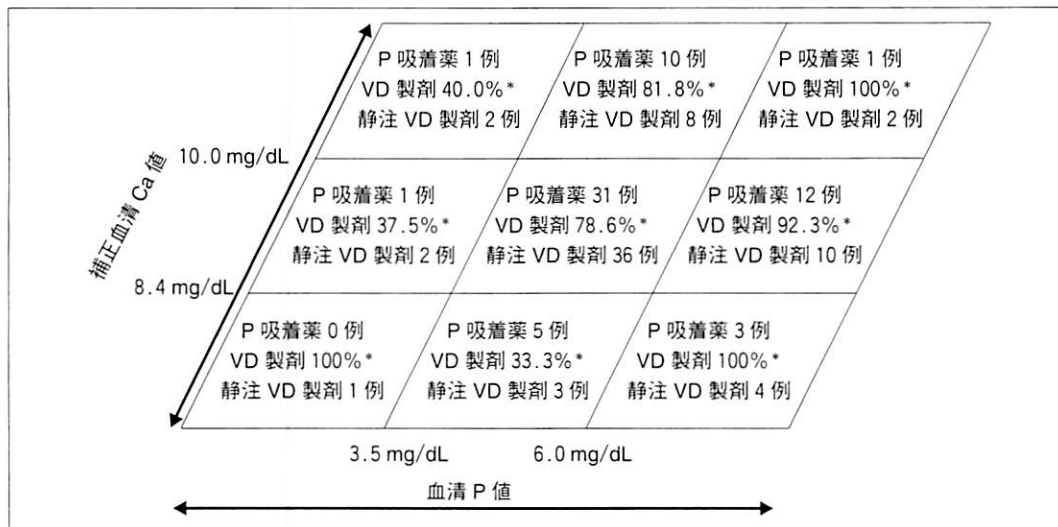 P 吸着薬 1 例
VD 製剤 40.0%*
静注 VD 製剤 2 例
P 吸着薬 10 例
VD 製剤 81.8%*
静注 VD 製剤 8 例
P 吸着薬 1 例
VD 製剤 100%*
静注 VD 製剤 2 例
10.0 mg/dL
補正血清 Ca 値
P 吸着薬 1 例
VD 製剤 37.5%*
静注 VD 製剤 2 例
P 吸着薬 31 例
VD 製剤 78.6%*
静注 VD 製剤 36 例
P 吸着薬 12 例
VD 製剤 92.3%*
静注 VD 製剤 10 例
8.4 mg/dL
P 吸着薬 0 例
VD 製剤 100%*
静注 VD 製剤 1 例
P 吸着薬 5 例
VD 製剤 33.3%*
静注 VD 製剤 3 例
P 吸着薬 3 例
VD 製剤 100%*
静注 VD 製剤 4 例
3.5 mg/dL
6.0 mg/dL
血清 P 値